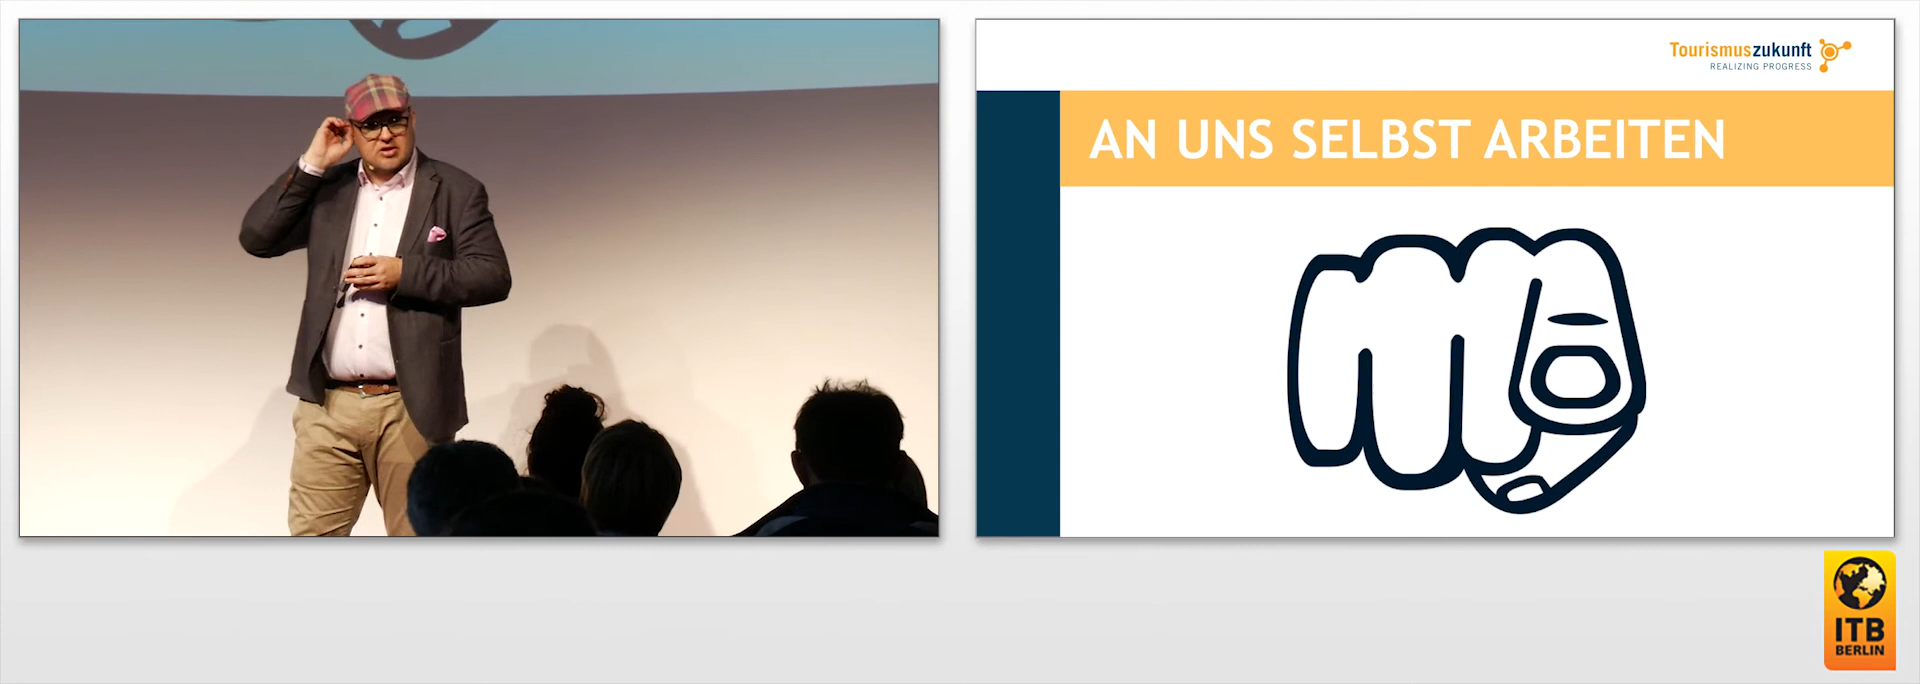 Tourismuszukunft
REALIZING PROGRESS
AN UNS SELBST ARBEITEN
ITB
BERLIN